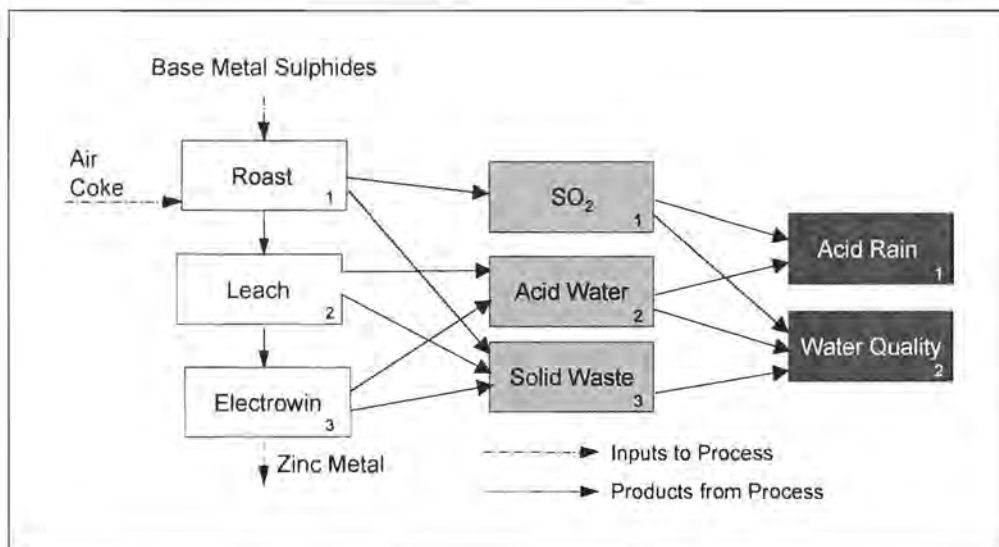 Base Metal Sulphides
Air
Coke
Roast
1
Leach
2
Electrowin
3
Zinc Metal
SO₂
1
Acid Water
2
Solid Waste
3
Acid Rain
1
Water Quality
2
Inputs to Process
Products from Process